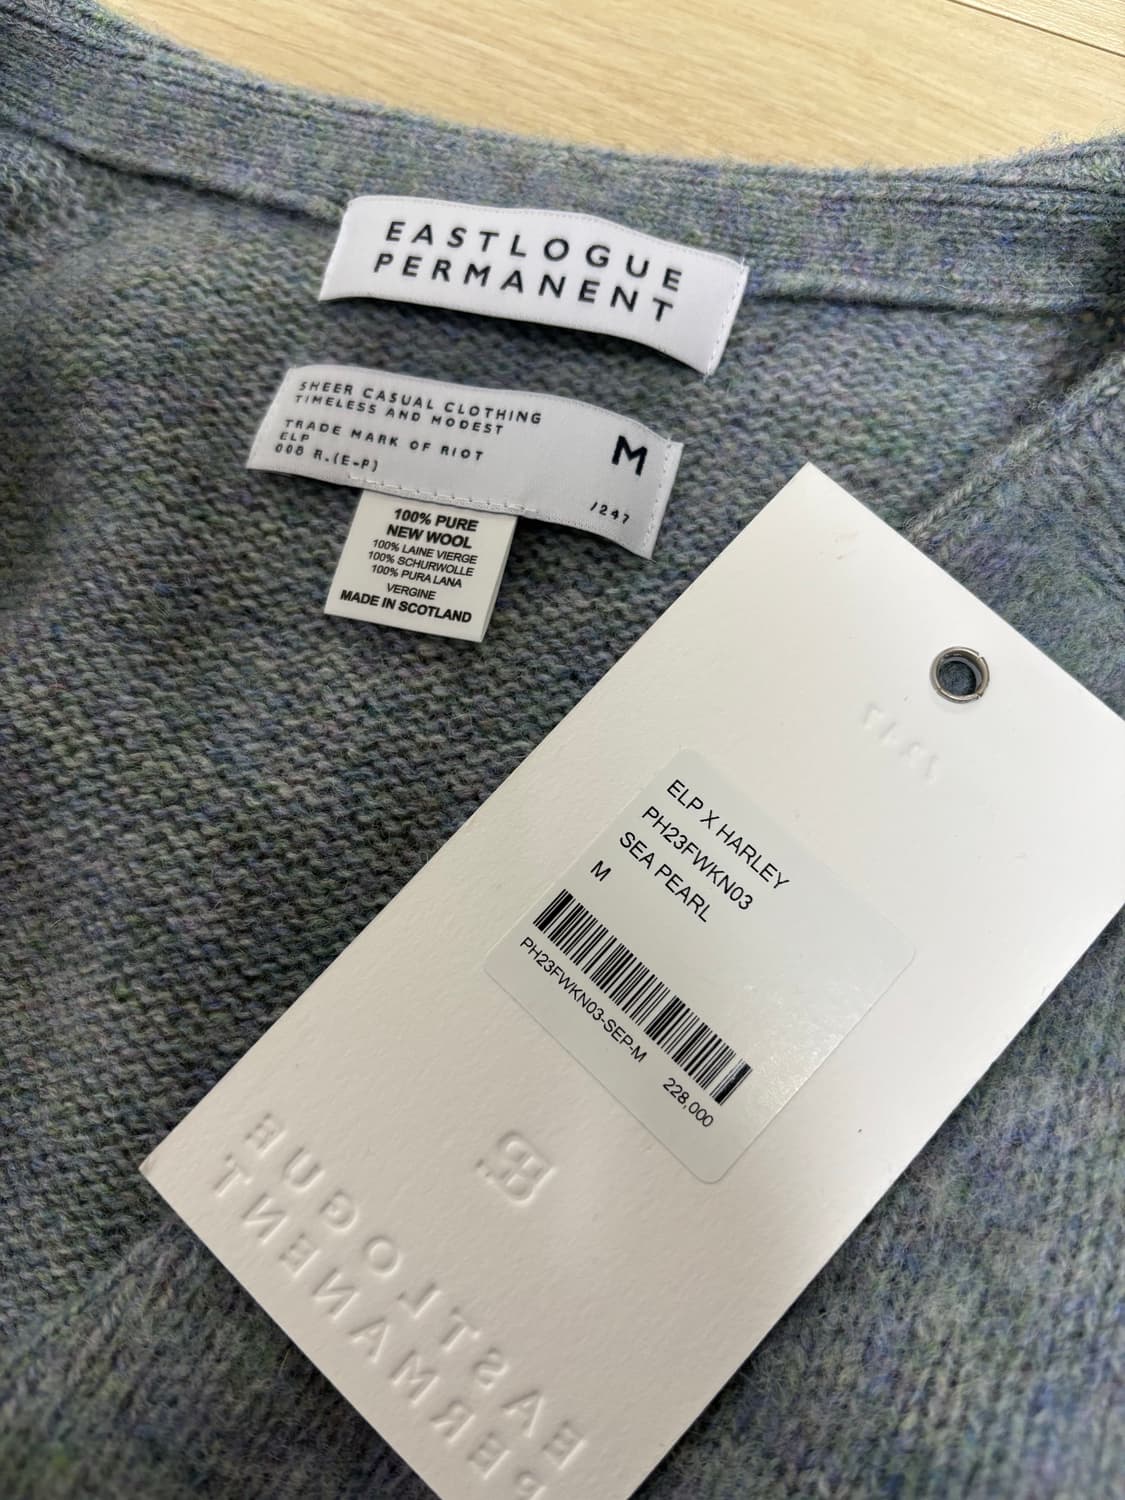 EASTLOGUE
PERMANENT
SHEER CASUAL CLOTHING
TIMELESS AND MODEST
TRADE MARK OF RIOT
ELP
008 R.(E-P)
M
/247
100% PURE
NEW WOOL
100% LAINE VIERGE
100% SCHURWOLLE
100% PURA LANA
VERGINE
MADE IN SCOTLAND
ELP X HARLEY
PH23FWKN03
SEA PEARL
M
PH23FWKN03-SEP-M
228,000
EASTLOGUE
PERMANENT